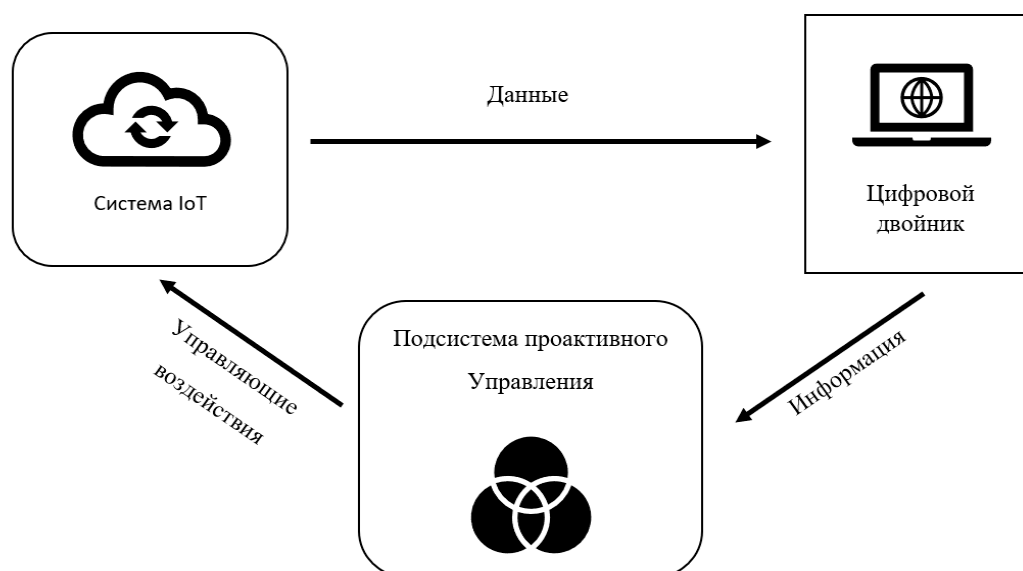 Данные
Система IoT
Цифровой
двойник
Подсистема проактивного
Управления
Управляющие
воздействия
Информация